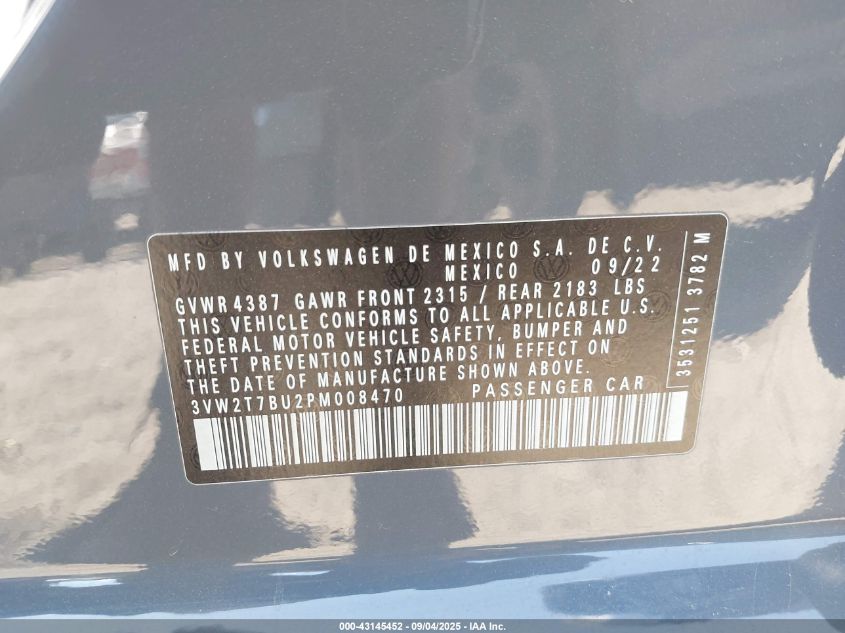 MFD BY VOLKSWAGEN DE MEXICO S.A. DE C.V.
MEXICO 09/22
GVWR 4387 GAWR FRONT 2315 / REAR 2183 LBS
THIS VEHICLE CONFORMS TO ALL APPLICABLE U.S.
FEDERAL MOTOR VEHICLE SAFETY, BUMPER AND
THEFT PREVENTION STANDARDS IN EFFECT ON
THE DATE OF MANUFACTURE SHOWN ABOVE.
3VW2T7BU2PM008470 PASSENGER CAR
3531251 3782 M
000-43145452 - 09/04/2025 - IAA Inc.